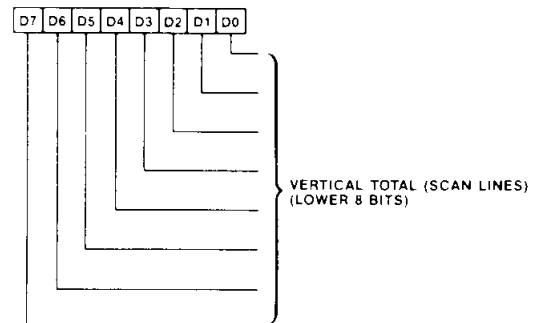 D7 D6 D5 D4 D3 D2 D1 D0
VERTICAL TOTAL (SCAN LINES)
(LOWER 8 BITS)